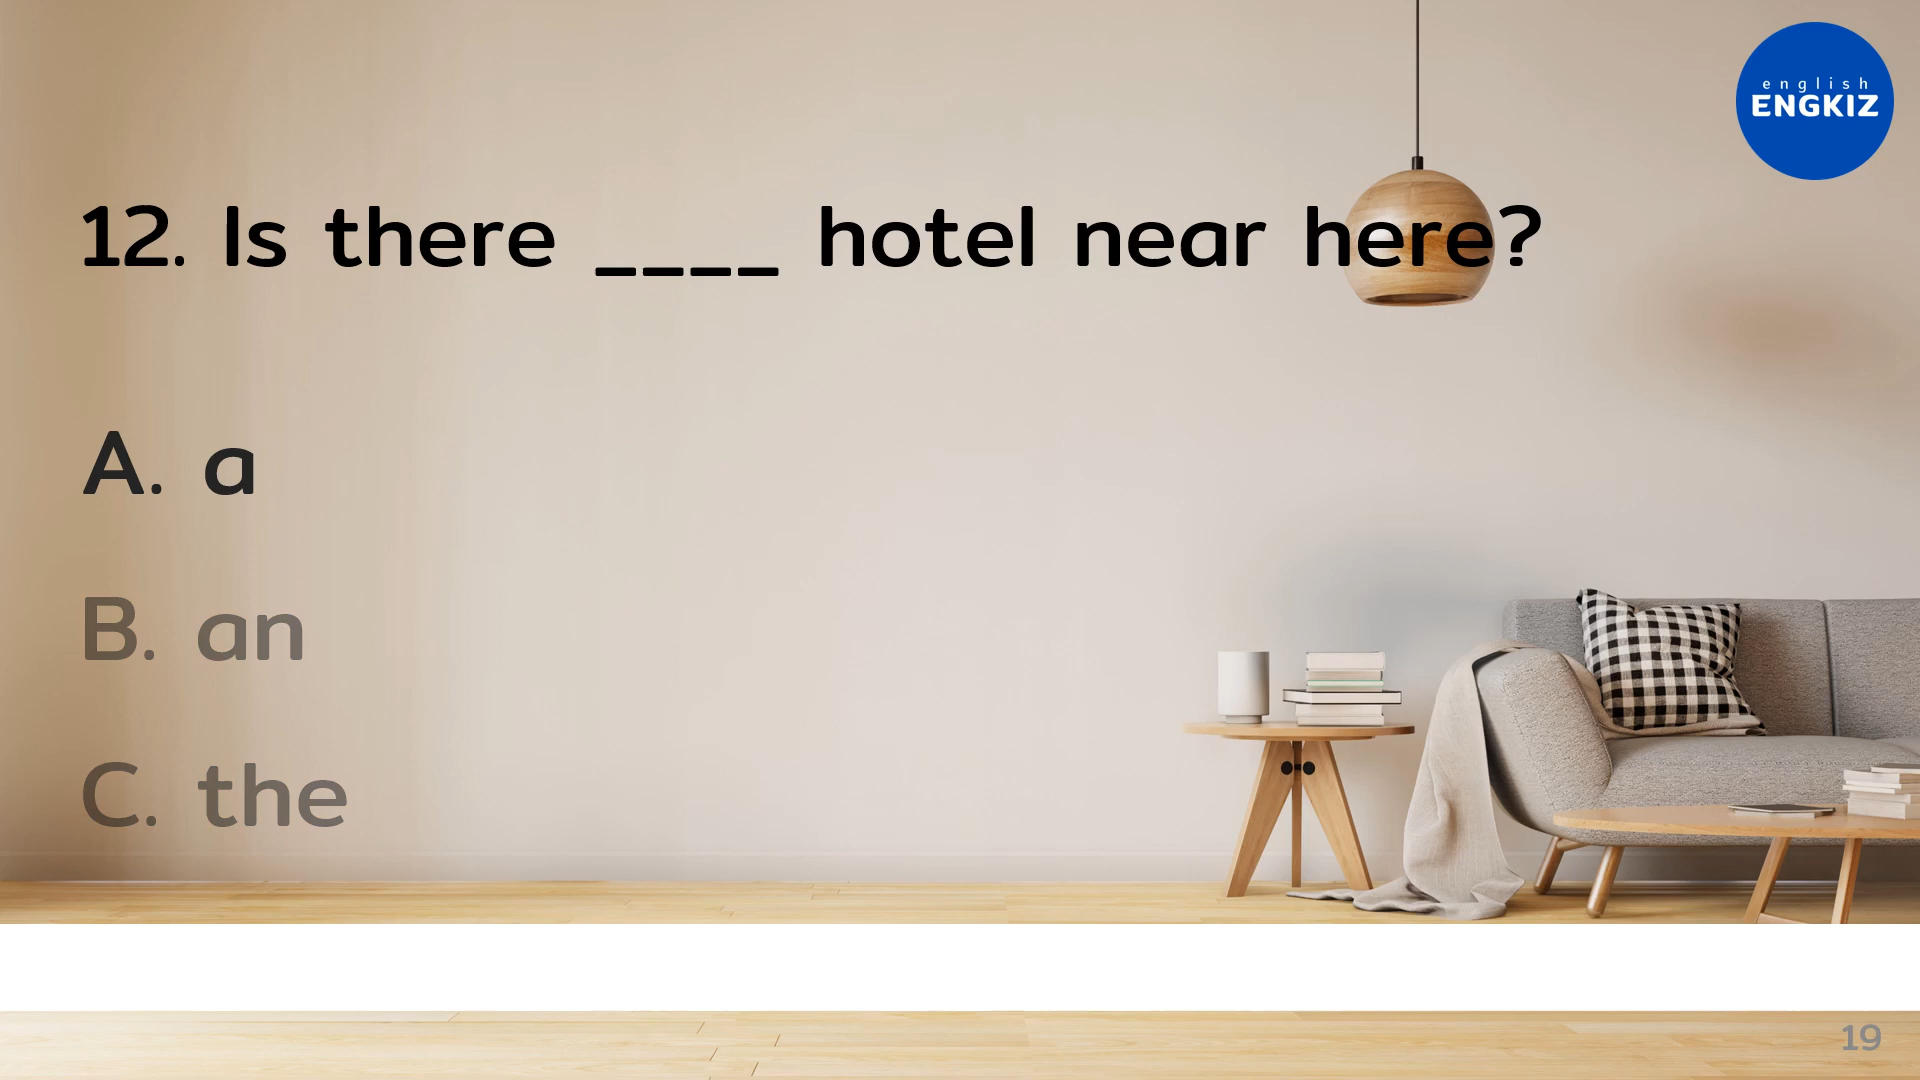 english
ENGKIZ
12. Is there ____ hotel near here?
A. a
B. an
C. the
19